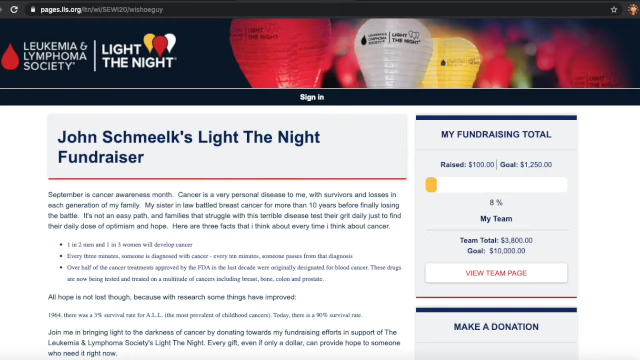 pages.lls.org/ltn/wi/SEWI20/wishoeguy
LEUKEMIA &
LYMPHOMA
SOCIETY®
LIGHT
THE NIGHT®
Sign in
John Schmeelk's Light The Night
Fundraiser
September is cancer awareness month. Cancer is a very personal disease to me, with survivors and losses in
each generation of my family. My sister in law battled breast cancer for more than 10 years before finally losing
the battle. It's not an easy path, and families that struggle with this terrible disease test their grit daily just to find
their daily dose of optimism and hope. Here are three facts that i think about every time i think about cancer.
• 1 in 2 men and 1 in 3 women will develop cancer
• Every three minutes, someone is diagnosed with cancer - every ten minutes, someone passes from that diagnosis
• Over half of the cancer treatments approved by the FDA in the last decade were originally designated for blood cancer. These drugs
are now being tested and treated on a multitude of cancers including breast, bone, colon and prostate.
All hope is not lost though, because with research some things have improved:
1964, there was a 3% survival rate for A.L.L. (the most prevalent of childhood cancers). Today, there is a 90% survival rate.
Join me in bringing light to the darkness of cancer by donating towards my fundraising efforts in support of The
Leukemia & Lymphoma Society's Light The Night. Every gift, even if only a dollar, can provide hope to someone
who need it right now.
MY FUNDRAISING TOTAL
Raised: $100.00 | Goal: $1,250.00
8 %
My Team
Team Total: $3,800.00
Goal: $10,000.00
VIEW TEAM PAGE
MAKE A DONATION